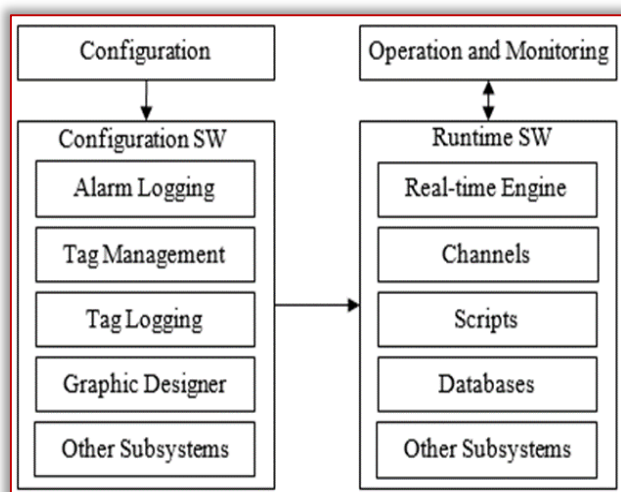 Configuration
Configuration SW
Alarm Logging
Tag Management
Tag Logging
Graphic Designer
Other Subsystems
Operation and Monitoring
Runtime SW
Real-time Engine
Channels
Scripts
Databases
Other Subsystems